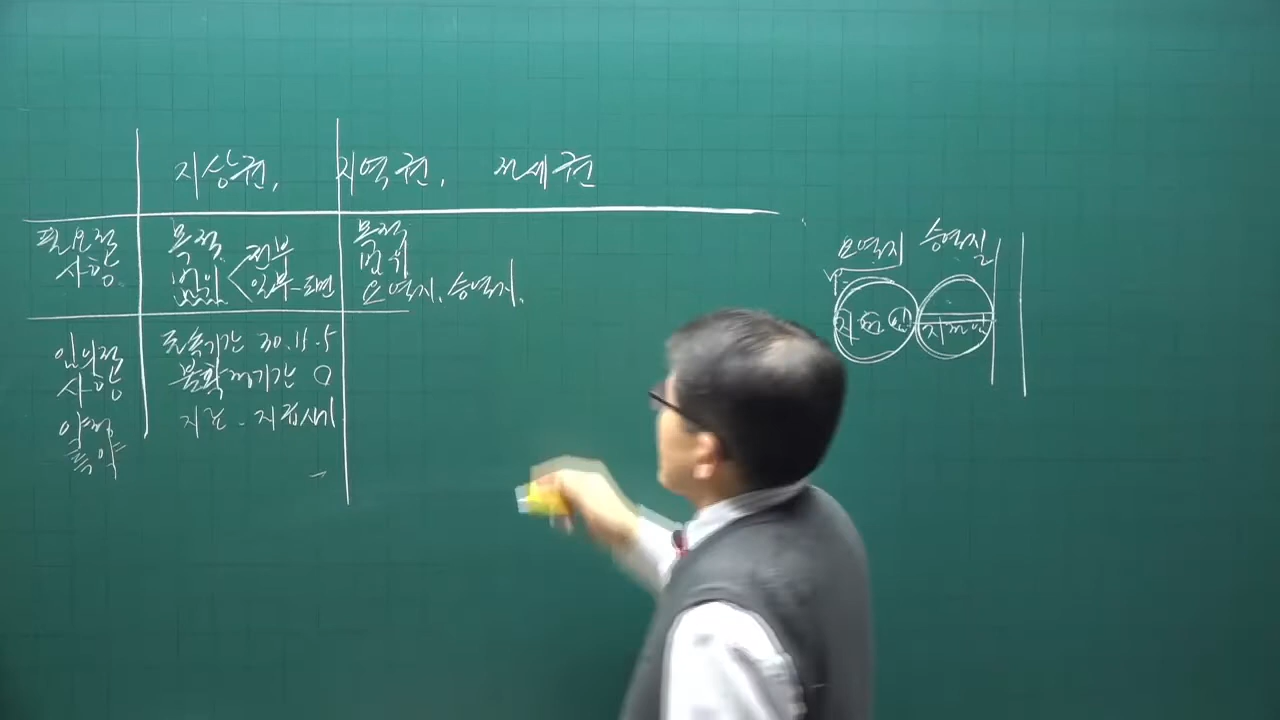 지상권, 지역권, 전세권
필요적
사항
목적
범위
전부
일부-도면
목적
범위
요역지, 승역지,
임의적
사항
약정
특약
존속기간 30.15.5
불확정기간 O
지료 - 지급시기
요역지 승역지